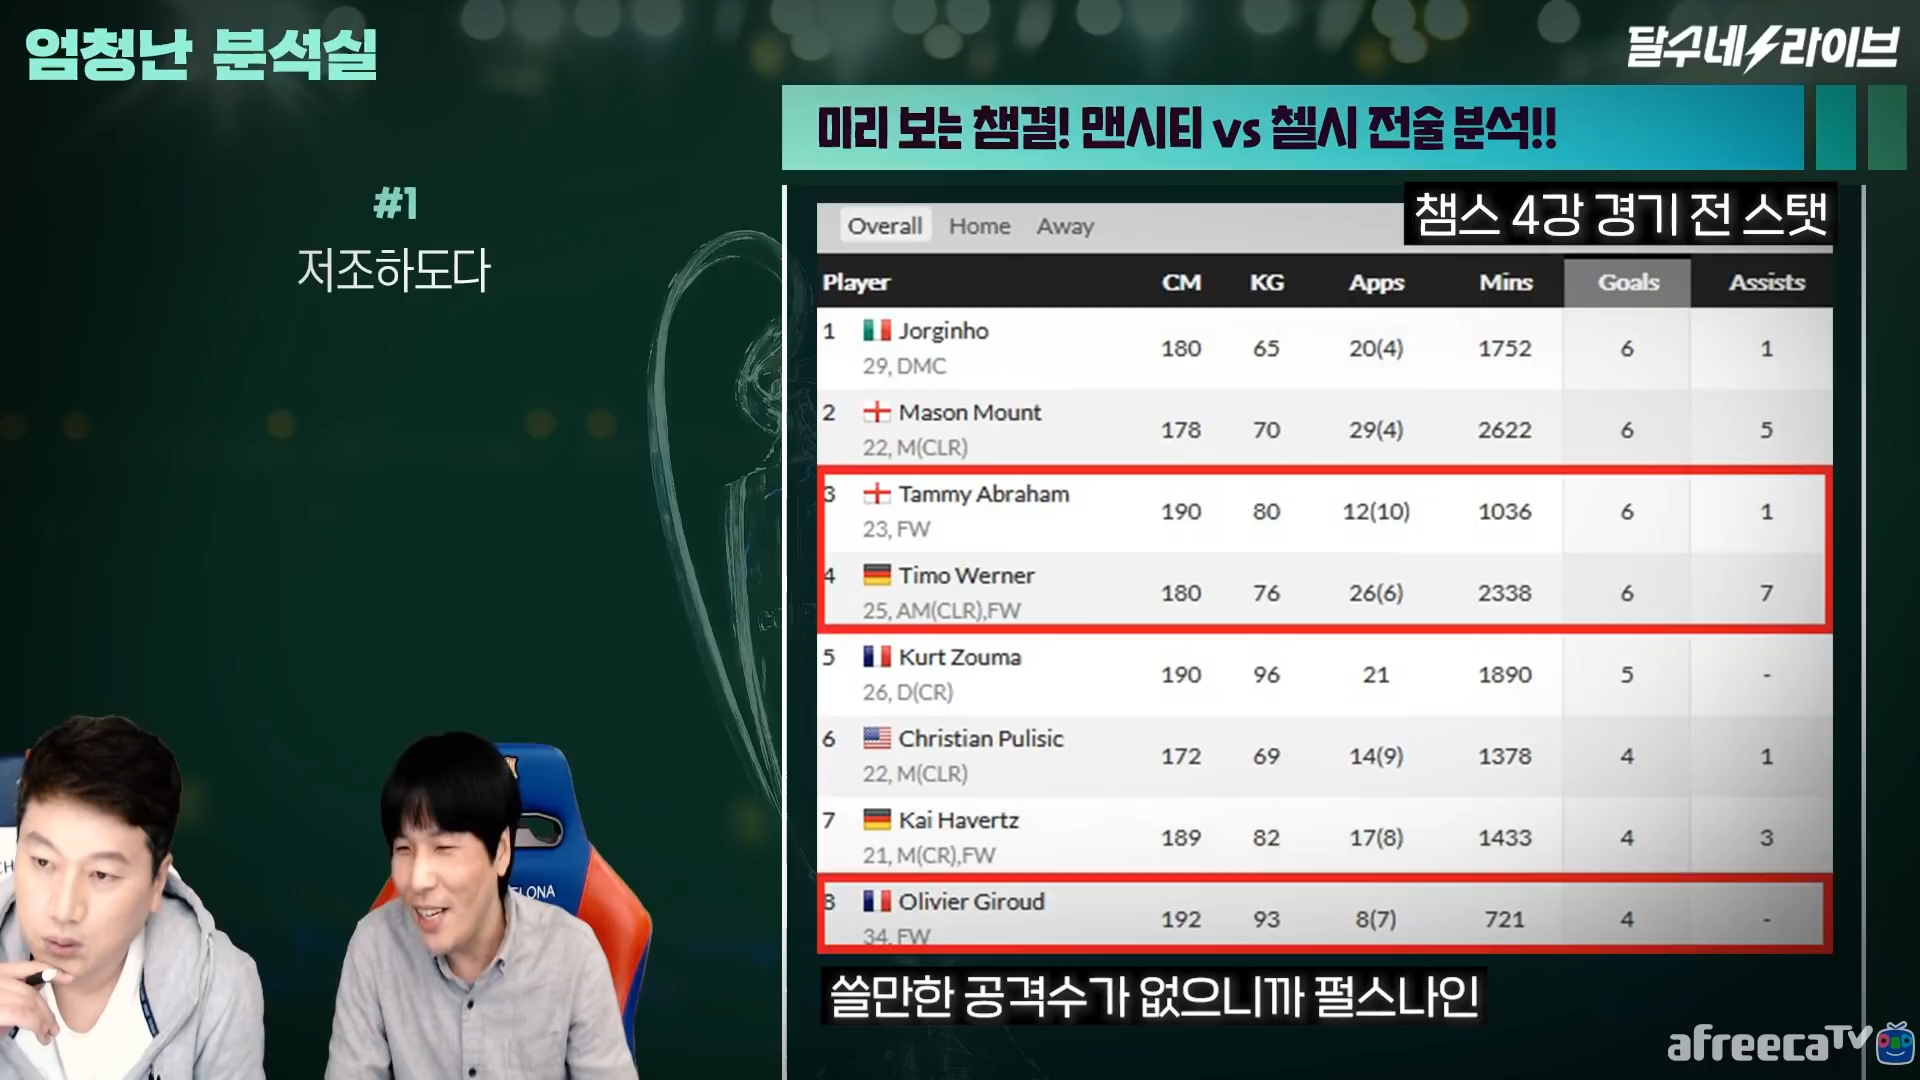 엄청난 분석실
달수네 라이브
미리 보는 챔결! 맨시티 vs 첼시 전술 분석!!
#1
저조하도다
챔스 4강 경기 전 스탯
Overall Home Away
Player CM KG Apps Mins Goals Assists
1 Jorginho 180 65 20(4) 1752 6 1
29, DMC
2 Mason Mount 178 70 29(4) 2622 6 5
22, M(CLR)
3 Tammy Abraham 190 80 12(10) 1036 6 1
23, FW
4 Timo Werner 180 76 26(6) 2338 6 7
25, AM(CLR),FW
5 Kurt Zouma 190 96 21 1890 5 -
26, D(CR)
6 Christian Pulisic 172 69 14(9) 1378 4 1
22, M(CLR)
7 Kai Havertz 189 82 17(8) 1433 4 3
21, M(CR),FW
8 Olivier Giroud 192 93 8(7) 721 4 -
34, FW
쓸만한 공격수가 없으니까 펄스나인
afreecaTV